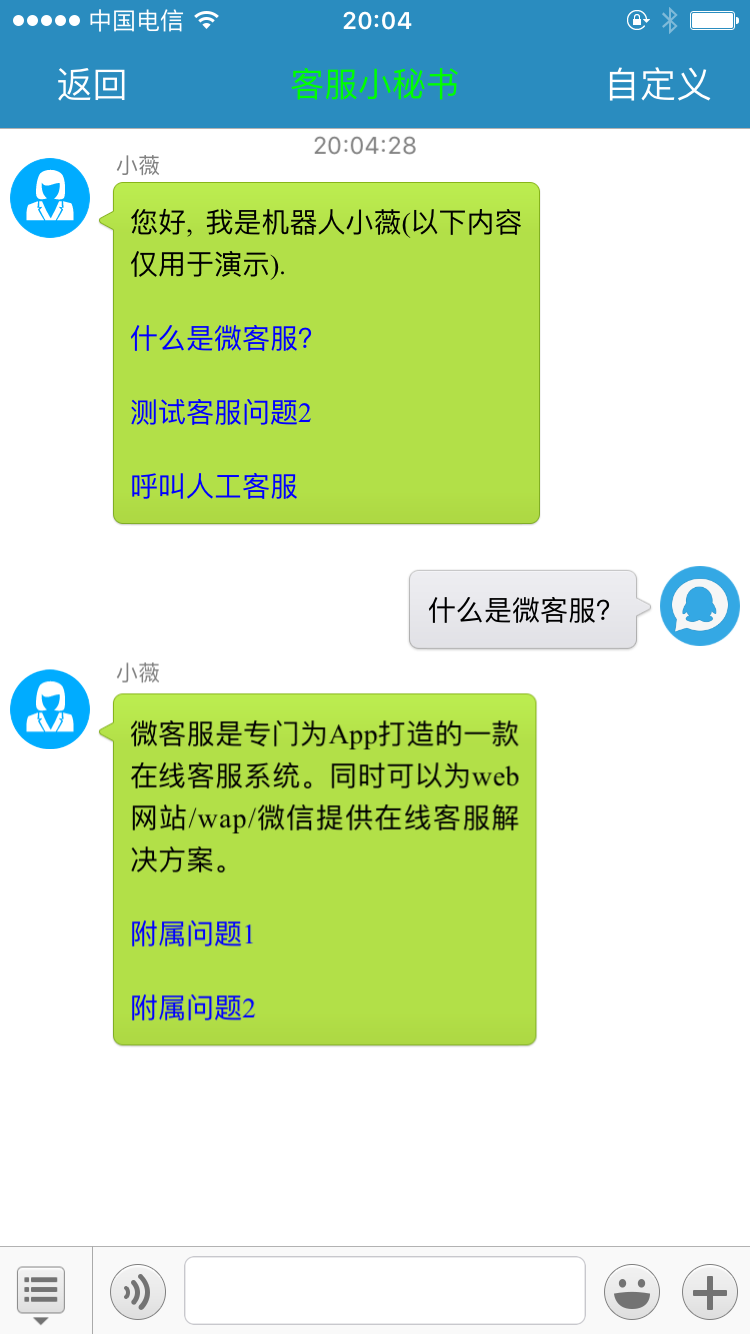 中国电信 20:04
返回 客服小秘书 自定义
20:04:28
小薇
您好, 我是机器人小薇(以下内容
仅用于演示).
什么是微客服?
测试客服问题2
呼叫人工客服
什么是微客服?
小薇
微客服是专门为App打造的一款
在线客服系统。同时可以为web
网站/wap/微信提供在线客服解
决方案。
附属问题1
附属问题2